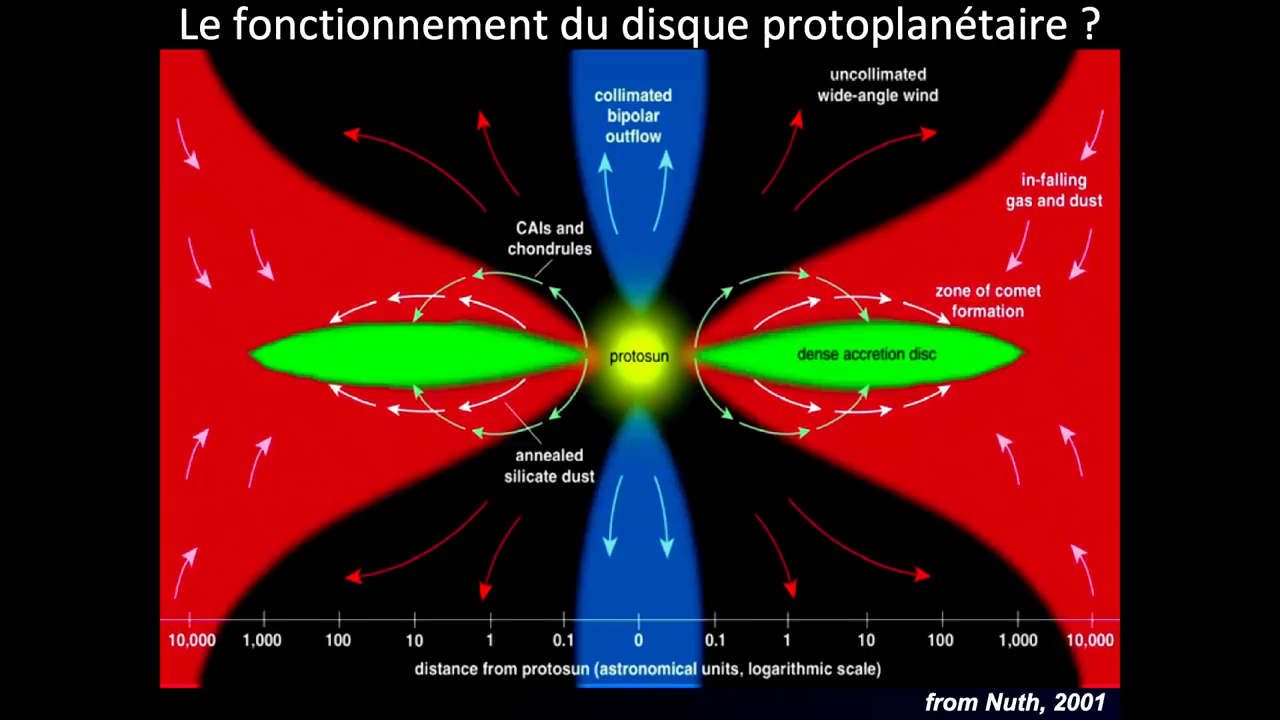 Le fonctionnement du disque protoplanétaire ?
uncollimated
wide-angle wind
collimated
bipolar
outflow
in-falling
gas and dust
CAIs and
chondrules
zone of comet
formation
protosun
dense accretion disc
annealed
silicate dust
10,000 1,000 100 10 1 0.1 0 0.1 1 10 100 1,000 10,000
distance from protosun (astronomical units, logarithmic scale)
from Nuth, 2001